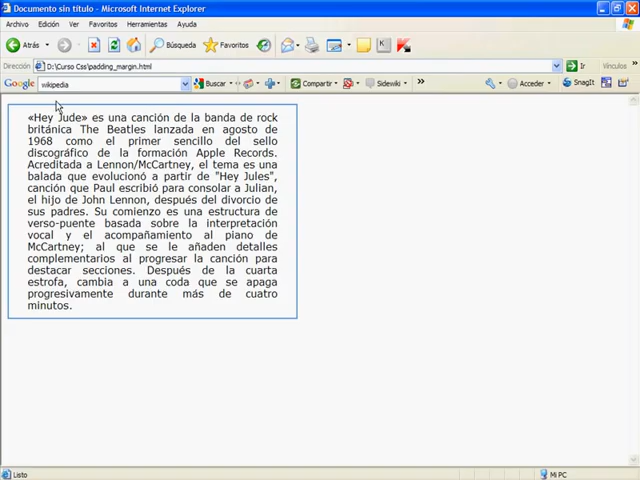 Documento sin título - Microsoft Internet Explorer
Archivo Edición Ver Favoritos Herramientas Ayuda
Atrás Búsqueda Favoritos
Dirección D:\Curso Css\padding_margin.html Ir Vínculos
Google wikipedia Buscar Compartir Sidewiki » Acceder SnagIt
«Hey Jude» es una canción de la banda de rock
británica The Beatles lanzada en agosto de
1968 como el primer sencillo del sello
discográfico de la formación Apple Records.
Acreditada a Lennon/McCartney, el tema es una
balada que evolucionó a partir de "Hey Jules",
canción que Paul escribió para consolar a Julian,
el hijo de John Lennon, después del divorcio de
sus padres. Su comienzo es una estructura de
verso-puente basada sobre la interpretación
vocal y el acompañamiento al piano de
McCartney; al que se le añaden detalles
complementarios al progresar la canción para
destacar secciones. Después de la cuarta
estrofa, cambia a una coda que se apaga
progresivamente durante más de cuatro
minutos.
Listo Mi PC